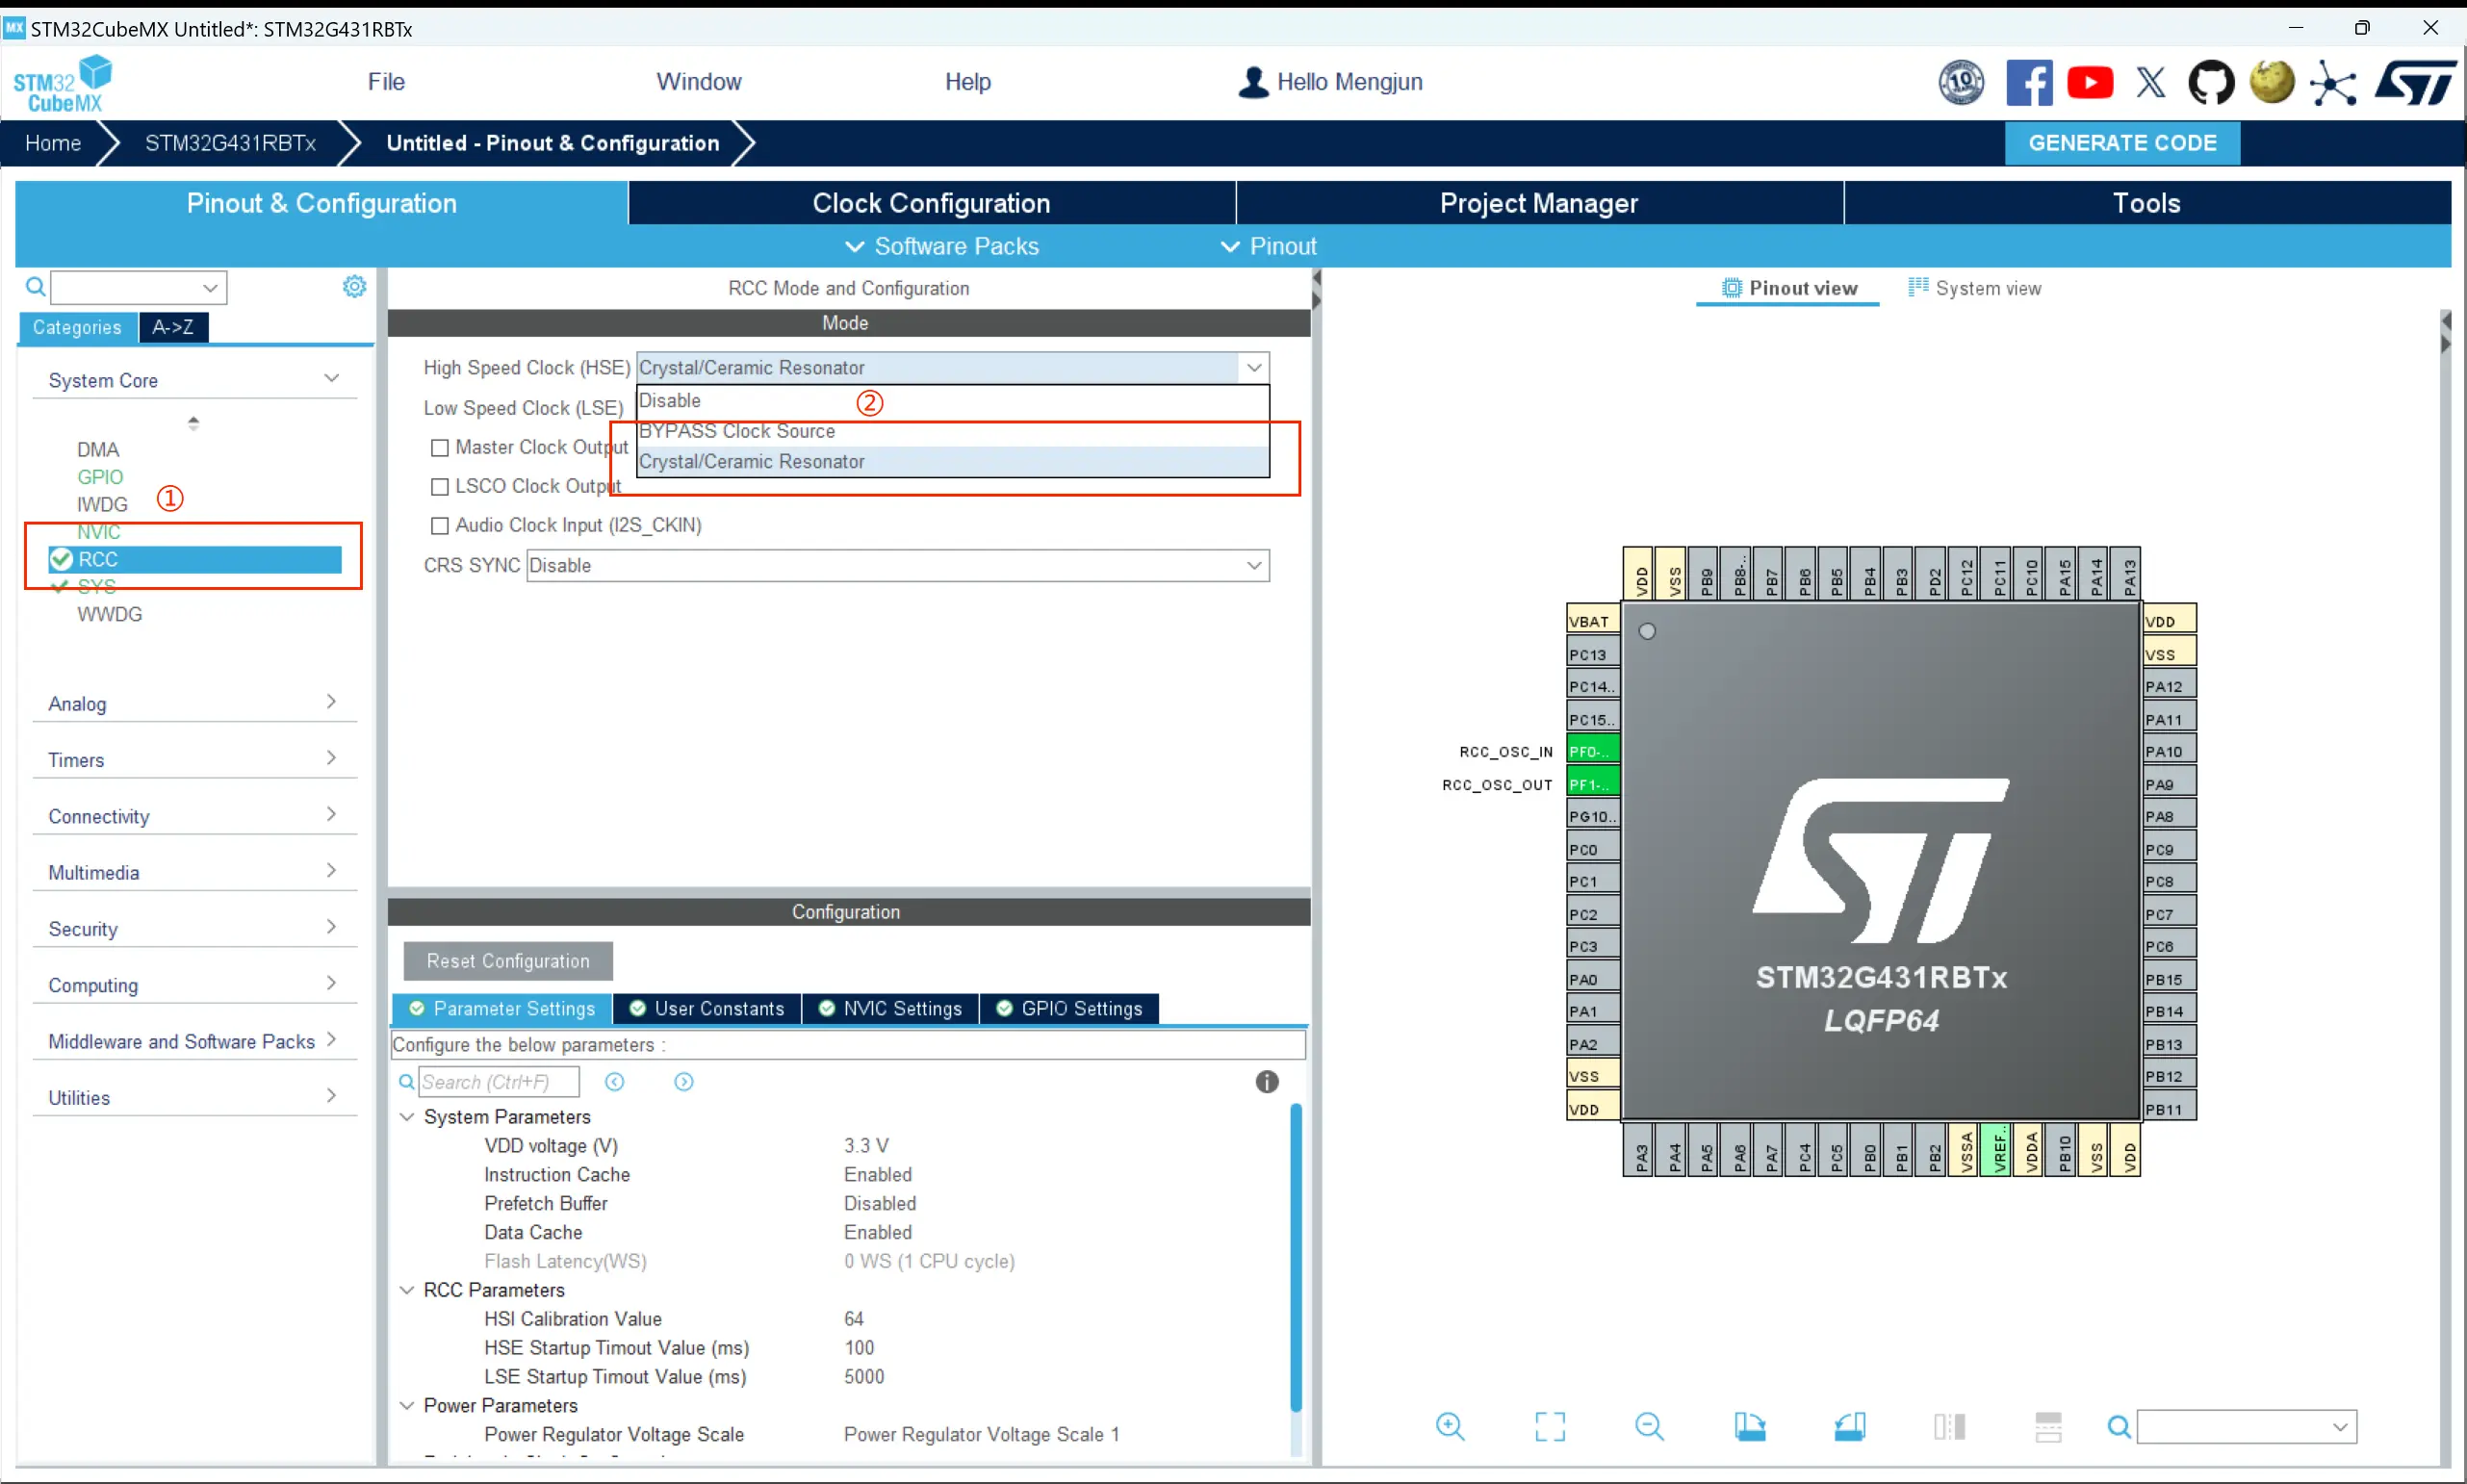 STM32CubeMX Untitled*: STM32G431RBTx
STM32
CubeMX
File
Window
Help
Hello Mengjun
10
Home
STM32G431RBTx
Untitled - Pinout & Configuration
GENERATE CODE
Pinout & Configuration
Clock Configuration
Project Manager
Tools
Software Packs
Pinout
Categories
A->Z
System Core
DMA
GPIO
IWDG
①
NVIC
RCC
SYS
WWDG
Analog
Timers
Connectivity
Multimedia
Security
Computing
Middleware and Software Packs
Utilities
RCC Mode and Configuration
Mode
High Speed Clock (HSE) Crystal/Ceramic Resonator
Disable
②
Low Speed Clock (LSE)
BYPASS Clock Source
Master Clock Output
Crystal/Ceramic Resonator
LSCO Clock Output
Audio Clock Input (I2S_CKIN)
CRS SYNC Disable
Configuration
Reset Configuration
Parameter Settings
User Constants
NVIC Settings
GPIO Settings
Configure the below parameters :
Search (Ctrl+F)
System Parameters
VDD voltage (V) 3.3 V
Instruction Cache Enabled
Prefetch Buffer Disabled
Data Cache Enabled
Flash Latency(WS) 0 WS (1 CPU cycle)
RCC Parameters
HSI Calibration Value 64
HSE Startup Timout Value (ms) 100
LSE Startup Timout Value (ms) 5000
Power Parameters
Power Regulator Voltage Scale Power Regulator Voltage Scale 1
Pinout view
System view
VDD
VSS
PB9
PB8-..
PB7
PB6
PB5
PB4
PB3
PD2
PC12
PC11
PC10
PA15
PA14
PA13
VBAT
PC13
PC14..
PC15..
RCC_OSC_IN PF0-..
RCC_OSC_OUT PF1-..
PG10..
PC0
PC1
PC2
PC3
PA0
PA1
PA2
VSS
VDD
STM32G431RBTx
LQFP64
VDD
VSS
PA12
PA11
PA10
PA9
PA8
PC9
PC8
PC7
PC6
PB15
PB14
PB13
PB12
PB11
PA3
PA4
PA5
PA6
PA7
PC4
PC5
PB0
PB1
PB2
VSSA
VREF..
VDDA
PB10
VSS
VDD